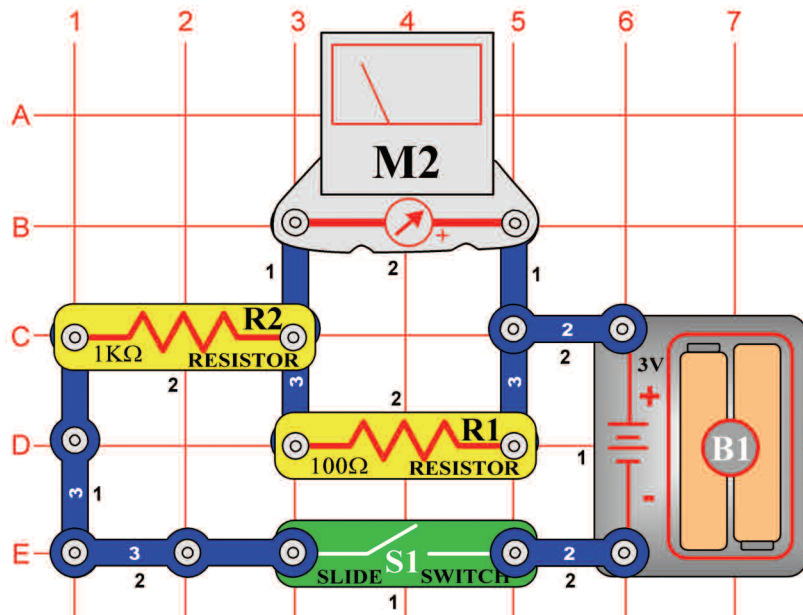 1 2 3 4 5 6 7
A
M2
B
+
1 2 1
R2
C
2
1KΩ RESISTOR
3V
2
2
3
3
+
2
R1
D
100Ω RESISTOR
1
B1
3
1
-
E
3
S1
2
SLIDE SWITCH
2
2
1